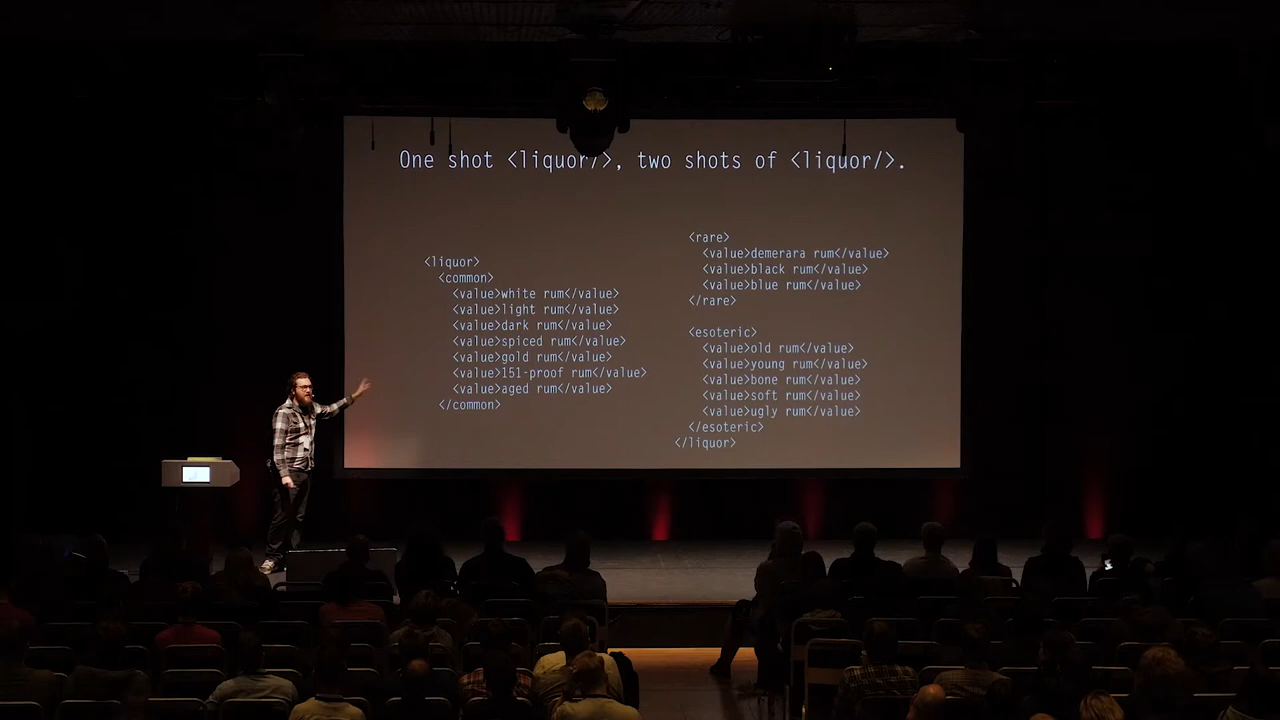 One shot <liquor/>, two shots of <liquor/>.
<liquor>
<common>
<value>white rum</value>
<value>light rum</value>
<value>dark rum</value>
<value>spiced rum</value>
<value>gold rum</value>
<value>151-proof rum</value>
<value>aged rum</value>
</common>
<rare>
<value>demerara rum</value>
<value>black rum</value>
<value>blue rum</value>
</rare>
<esoteric>
<value>old rum</value>
<value>young rum</value>
<value>bone rum</value>
<value>soft rum</value>
<value>ugly rum</value>
</esoteric>
</liquor>